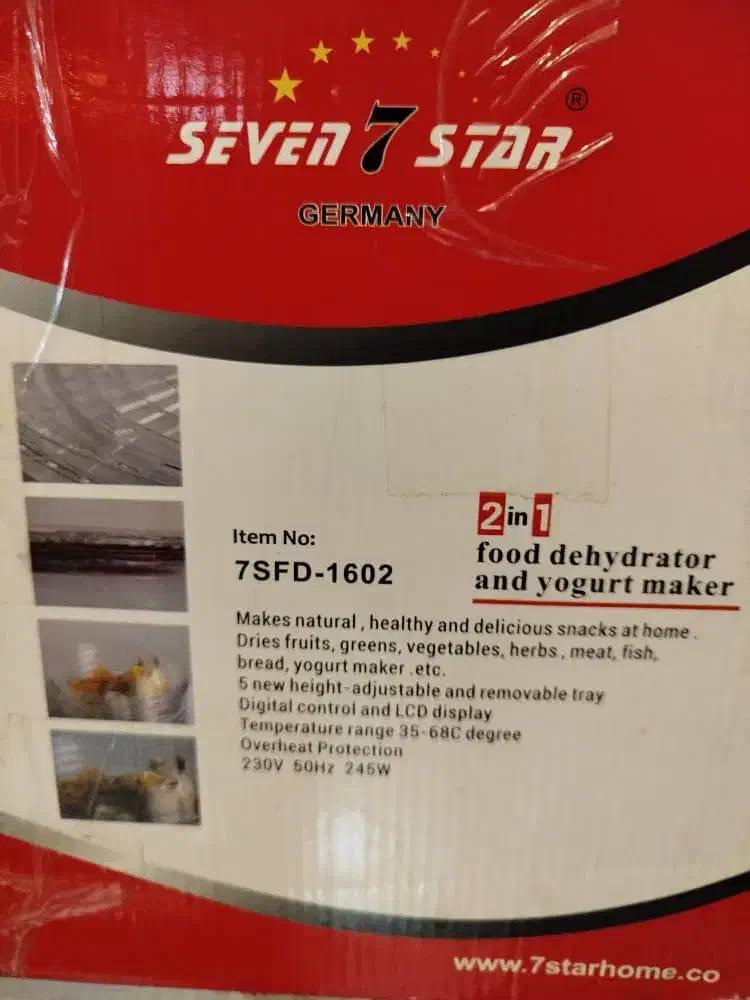 SEVEN 7 STAR ®
GERMANY
2 in 1
Item No:
food dehydrator
7SFD-1602
and yogurt maker
Makes natural , healthy and delicious snacks at home .
Dries fruits, greens, vegetables, herbs , meat, fish,
bread, yogurt maker .etc.
5 new height-adjustable and removable tray
Digital control and LCD display
Temperature range 35-68C degree
Overheat Protection
230V 50Hz 245W
www.7starhome.co